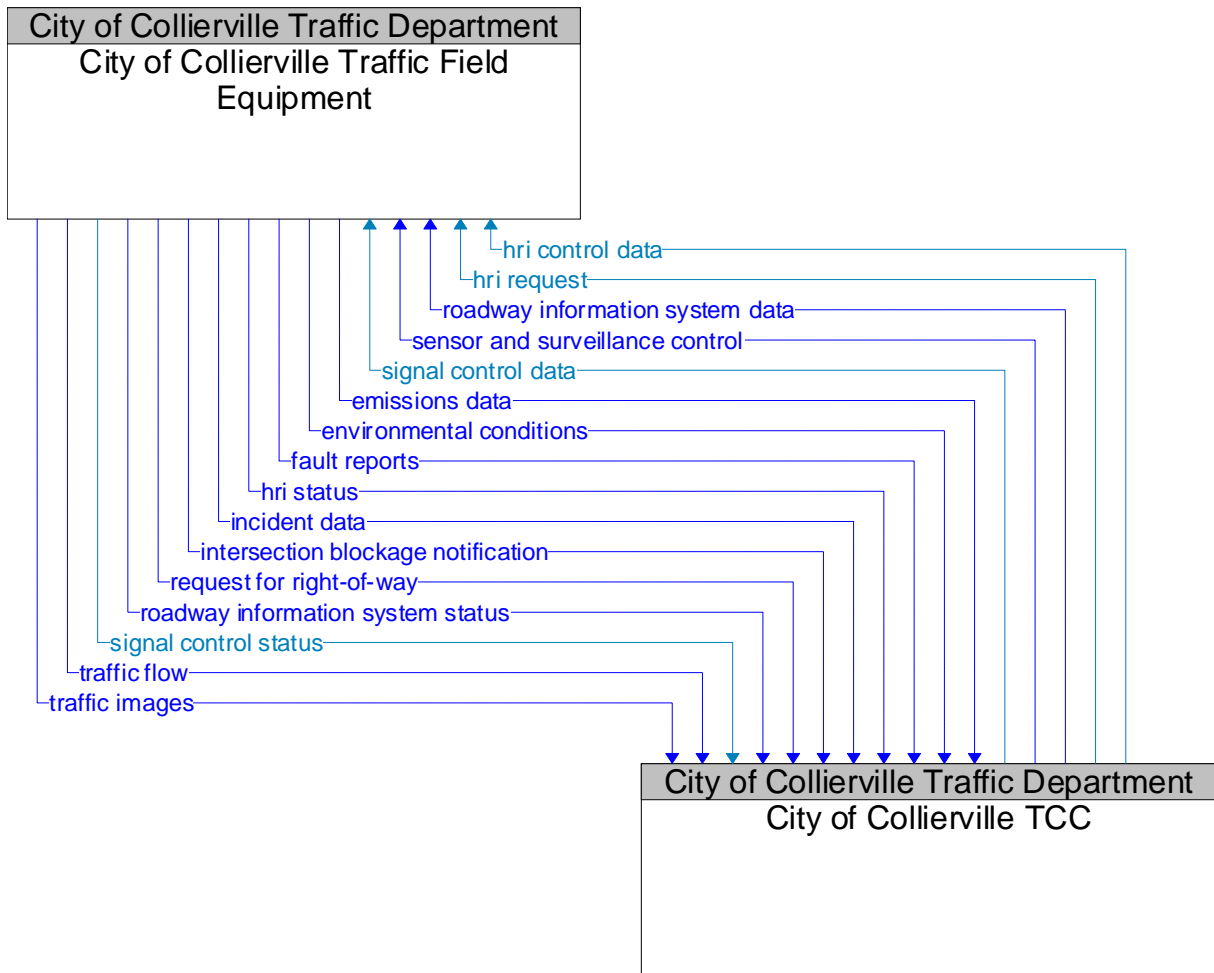 City of Collierville Traffic Department
City of Collierville Traffic Field
Equipment
hri control data
hri request
roadway information system data
sensor and surveillance control
signal control data
emissions data
environmental conditions
fault reports
hri status
incident data
intersection blockage notification
request for right-of-way
roadway information system status
signal control status
traffic flow
traffic images
City of Collierville Traffic Department
City of Collierville TCC